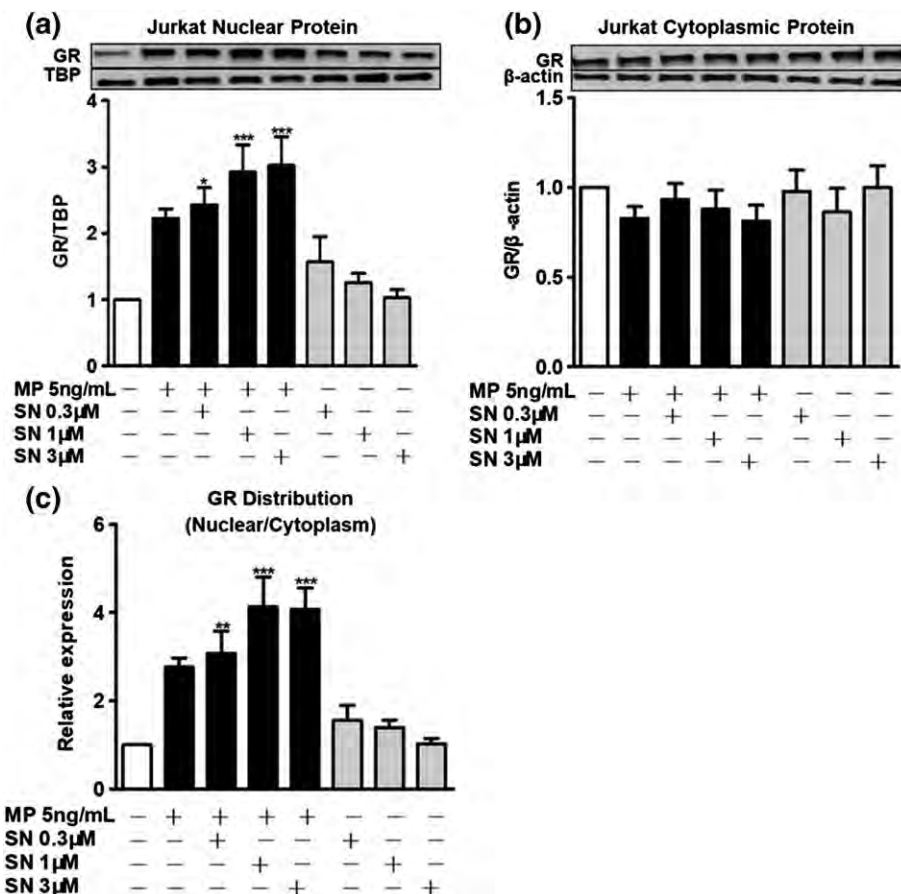 (a)
Jurkat Nuclear Protein
GR
TBP
4
3
2
1
0
GR/TBP
*
***
***
MP 5ng/mL – + + + + – – –
SN 0.3µM – – + – – + – –
SN 1µM – – – + – – + –
SN 3µM – – – – + – – +
(b)
Jurkat Cytoplasmic Protein
GR
β-actin
1.5
1.0
0.5
0.0
GR/β -actin
MP 5ng/mL – + + + + – – –
SN 0.3µM – – + – – + – –
SN 1µM – – – + – – + –
SN 3µM – – – – + – – +
(c)
GR Distribution
(Nuclear/Cytoplasm)
6
4
2
0
Relative expression
**
***
***
MP 5ng/mL – + + + + – – –
SN 0.3µM – – + – – + – –
SN 1µM – – – + – – + –
SN 3µM – – – – + – – +